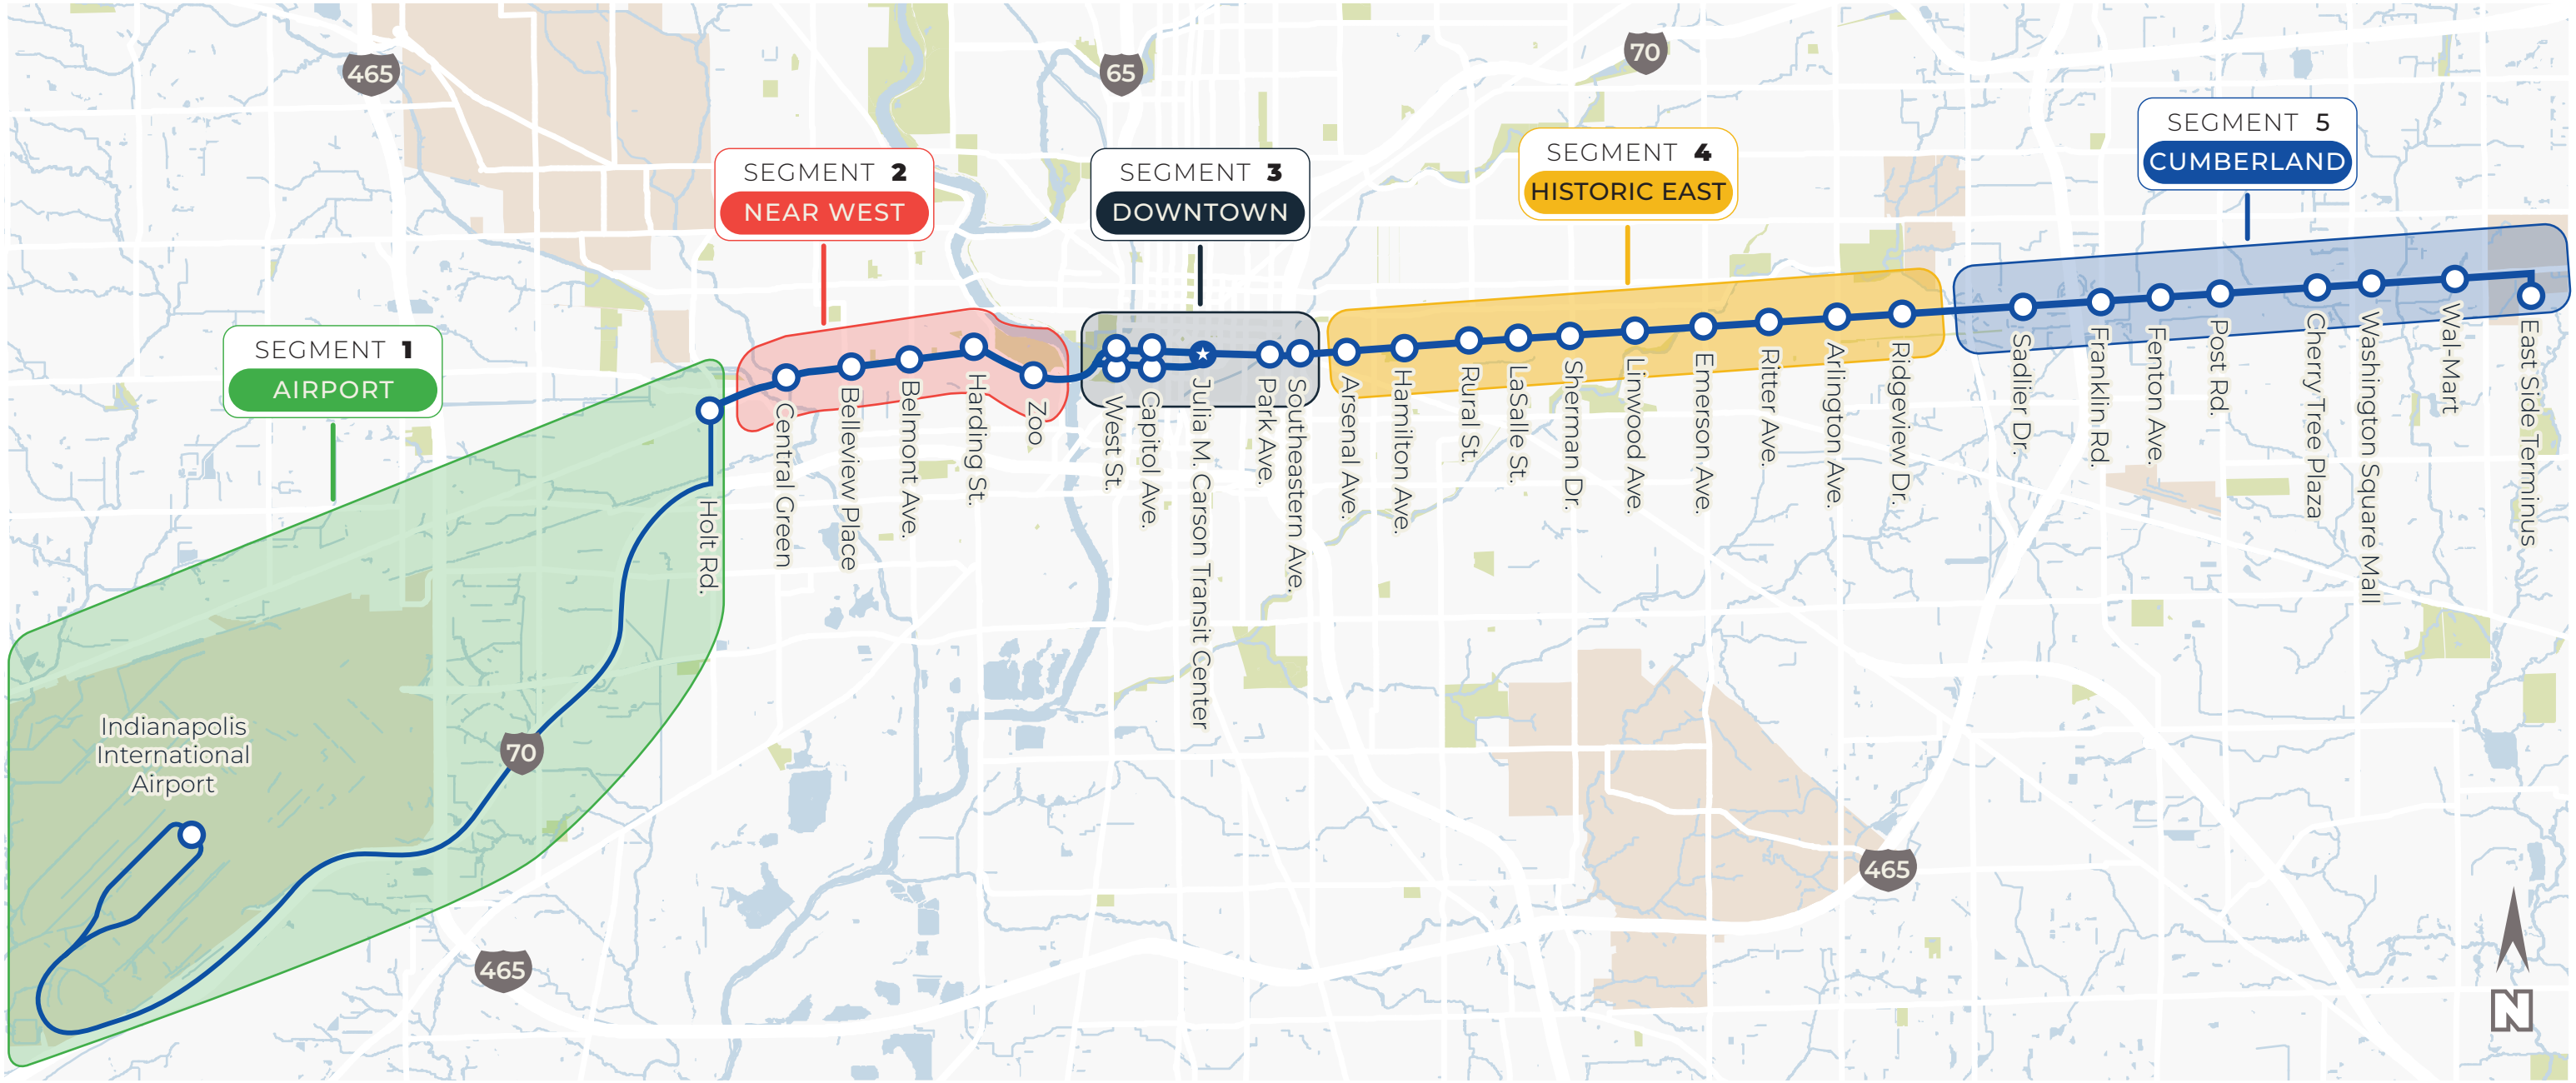 465
65
70
SEGMENT 5
CUMBERLAND
SEGMENT 4
HISTORIC EAST
SEGMENT 2
NEAR WEST
SEGMENT 3
DOWNTOWN
SEGMENT 1
AIRPORT
Holt Rd.
Central Green
Belleview Place
Belmont Ave.
Harding St.
Zoo
West St.
Capitol Ave.
Julia M. Carson Transit Center
Park Ave.
Southeastern Ave.
Arsenal Ave.
Hamilton Ave.
Rural St.
LaSalle St.
Sherman Dr.
Linwood Ave.
Emerson Ave.
Ritter Ave.
Arlington Ave.
Ridgeview Dr.
Sadler Dr.
Franklin Rd.
Fenton Ave.
Post Rd.
Cherry Tree Plaza
Washington Square Mall
Wal-Mart
East Side Terminus
Indianapolis
International
Airport
70
465
465
N